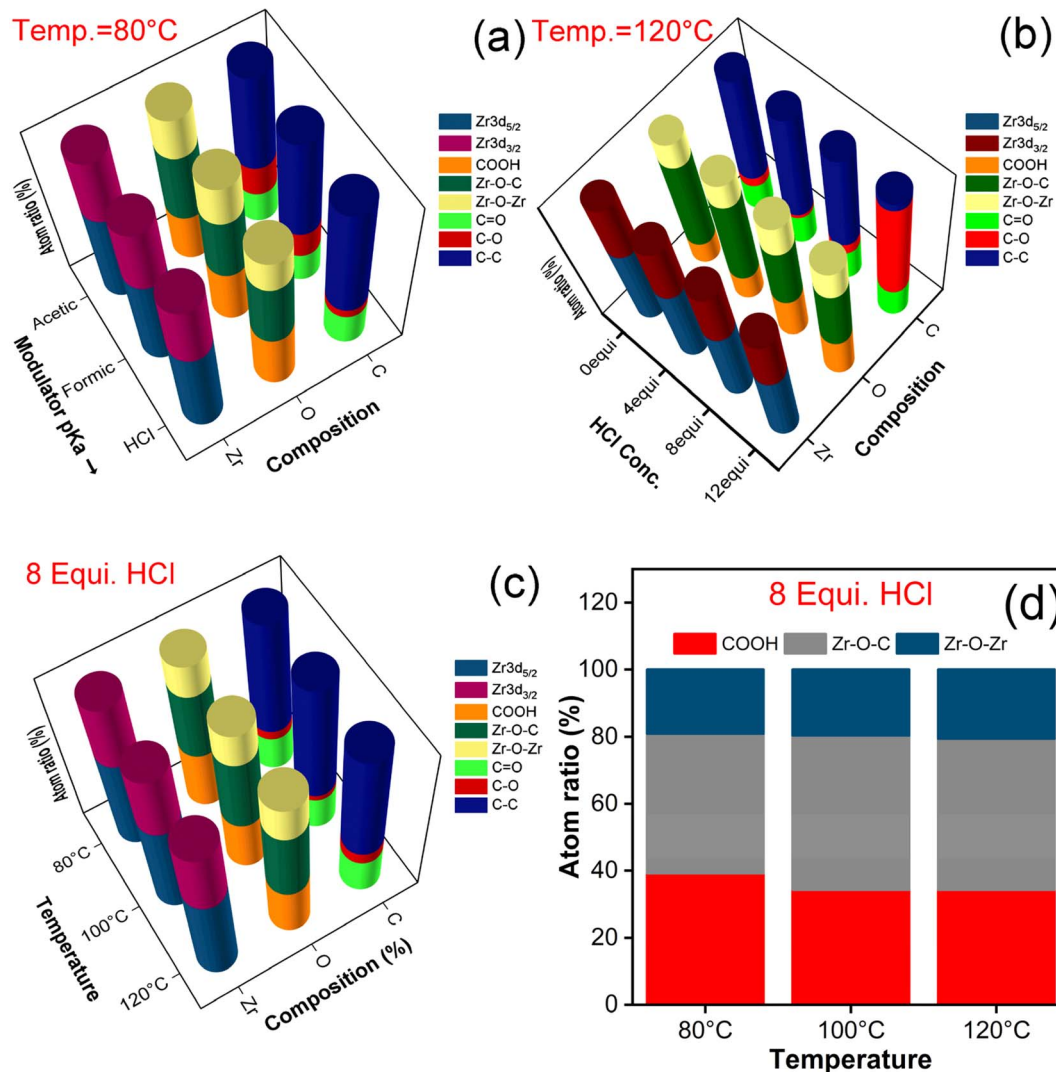 Temp.=80°C
(a)
Zr3d5/2
Zr3d3/2
COOH
Zr-O-C
Zr-O-Zr
C=O
C-O
C-C
Atom ratio (%)
Acetic
Formic
HCl
Modulator pKa →
Zr
O
C
Composition
Temp.=120°C
(b)
Zr3d5/2
Zr3d3/2
COOH
Zr-O-C
Zr-O-Zr
C=O
C-O
C-C
Atom ratio (%)
0equi
4equi
8equi
12equi
HCl Conc.
Zr
O
C
Composition
8 Equi. HCl
(c)
Zr3d5/2
Zr3d3/2
COOH
Zr-O-C
Zr-O-Zr
C=O
C-O
C-C
Atom ratio (%)
80°C
100°C
120°C
Temperature
Zr
O
C
Composition (%)
8 Equi. HCl
(d)
COOH Zr-O-C Zr-O-Zr
Atom ratio (%)
120
100
80
60
40
20
0
80°C 100°C 120°C
Temperature